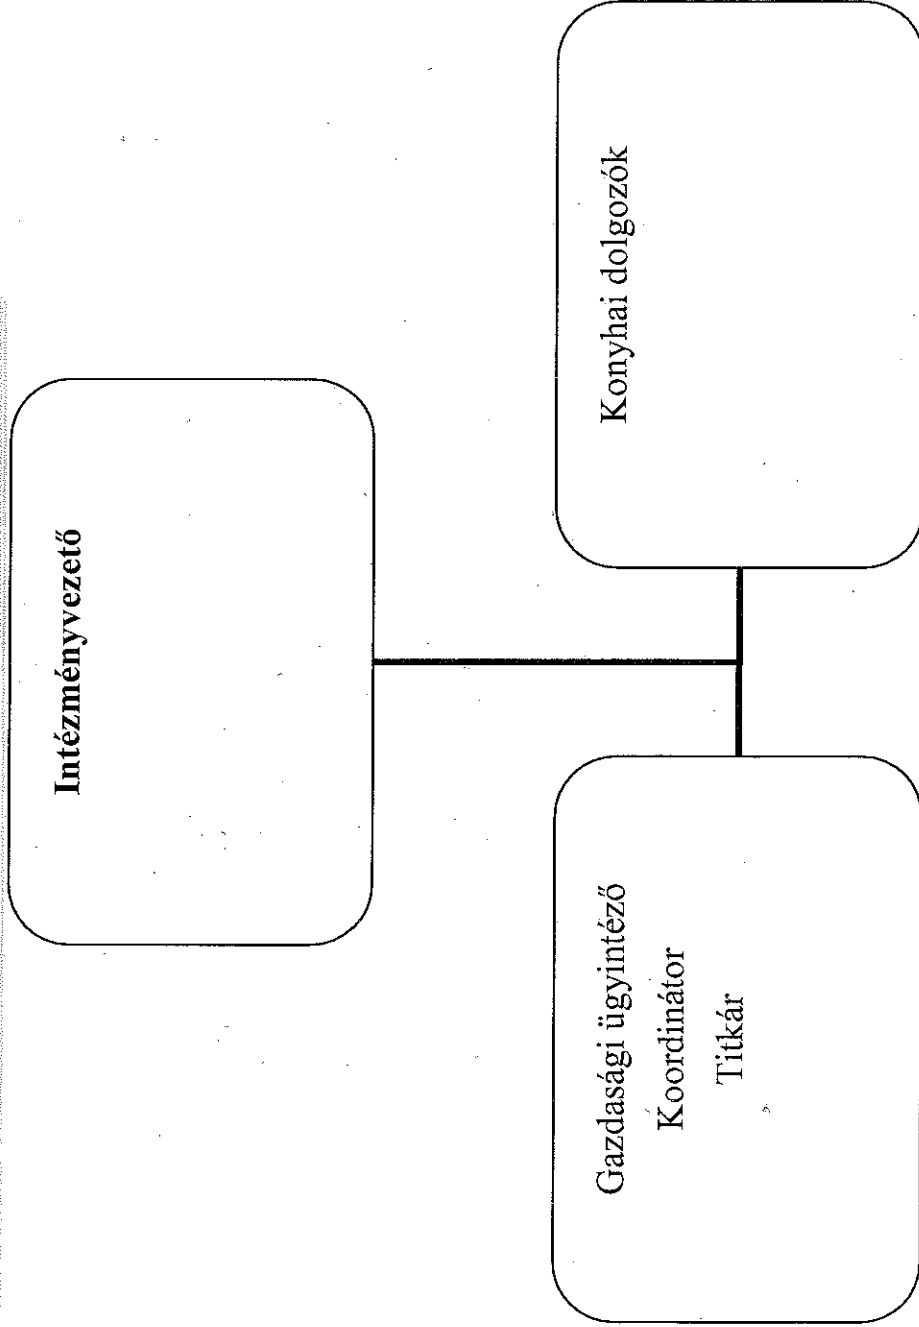 Intézményvezető
Gazdasági ügyintéző
Koordinátor
Titkár
Konyhai dolgozók